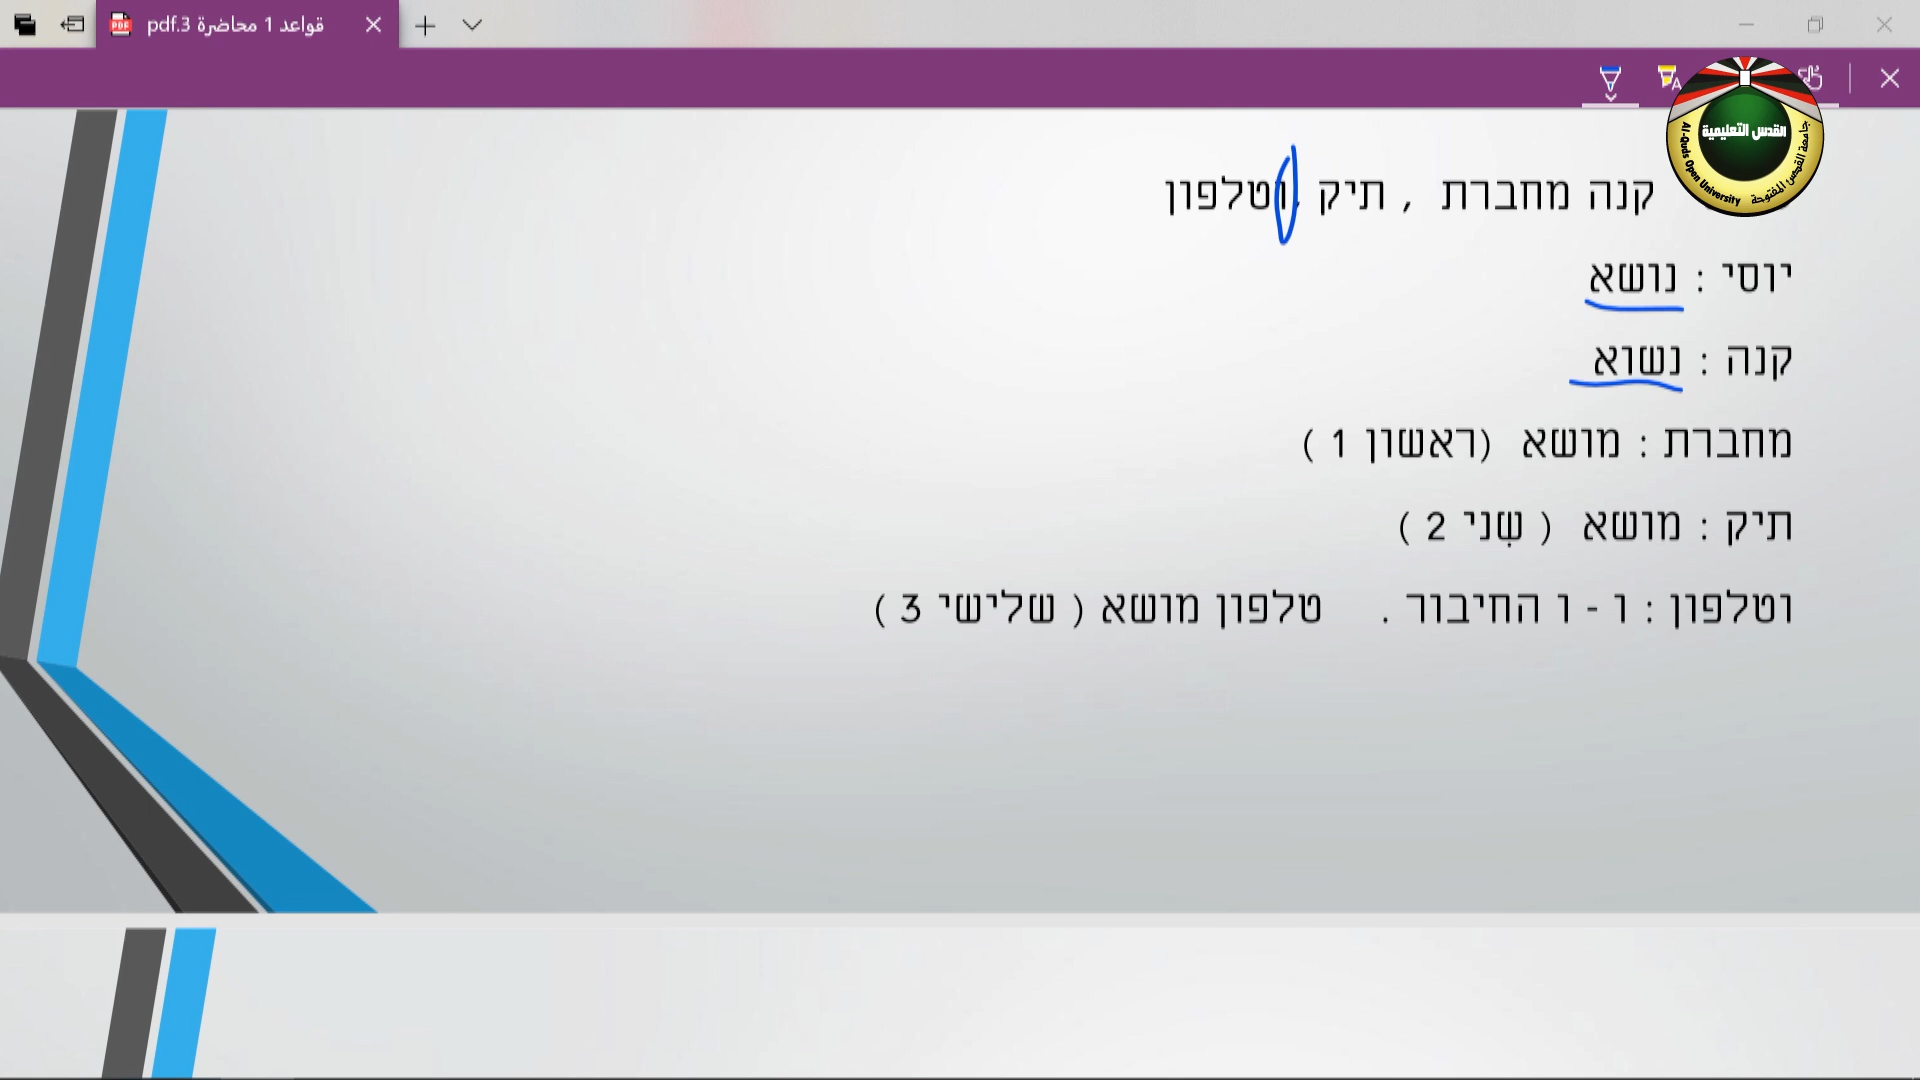 قواعد 1 محاضرة 3.pdf
القدس التعليمية
جامعة القدس المفتوحة
Al-Quds Open University
קנה מחברת , תיק , וטלפון
יוסי : נושא
קנה : נשוא
מחברת : מושא (ראשון 1 )
תיק : מושא ( שִני 2 )
וטלפון : ו - ו החיבור . טלפון מושא ( שלישי 3 )